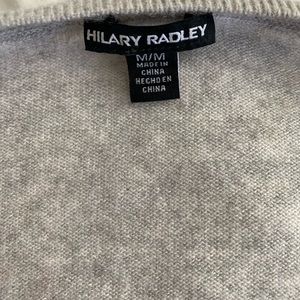 HILARY RADLEY
M/M
MADE IN
CHINA
HECHO EN
CHINA